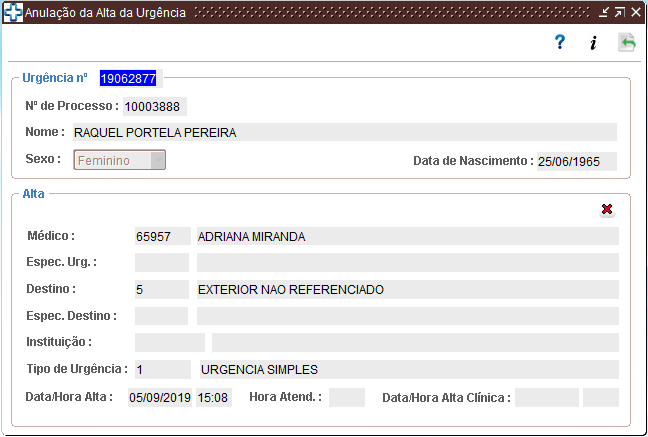 Anulação da Alta da Urgência
? i
Urgência nº 19062877
Nº de Processo : 10003888
Nome : RAQUEL PORTELA PEREIRA
Sexo : Feminino Data de Nascimento : 25/06/1965
Alta
Médico : 65957 ADRIANA MIRANDA
Espec. Urg. :
Destino : 5 EXTERIOR NAO REFERENCIADO
Espec. Destino :
Instituição :
Tipo de Urgência : 1 URGENCIA SIMPLES
Data/Hora Alta : 05/09/2019 15:08 Hora Atend. : Data/Hora Alta Clínica :